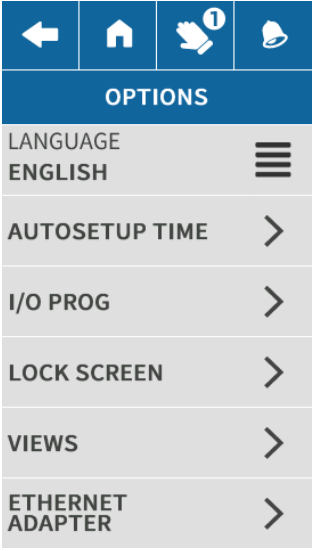 1
OPTIONS
LANGUAGE
ENGLISH
AUTOSETUP TIME
I/O PROG
LOCK SCREEN
VIEWS
ETHERNET
ADAPTER